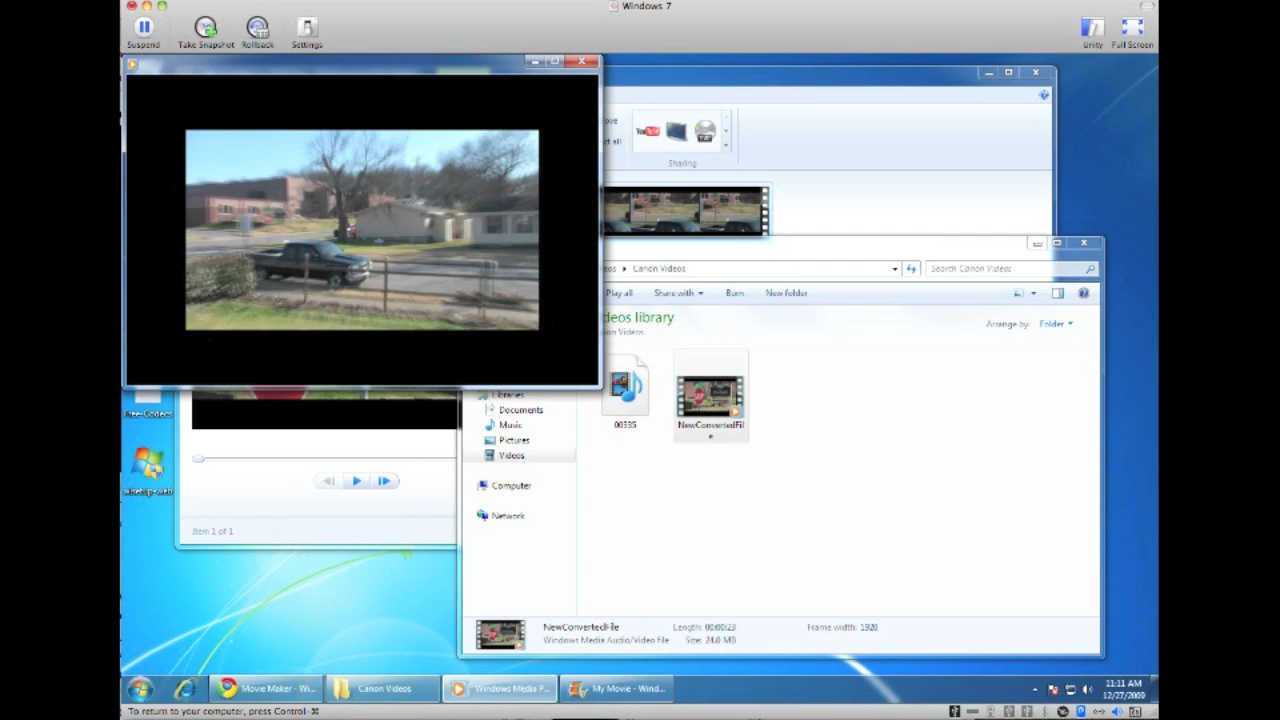 Windows 7
Suspend
Take Snapshot
Rollback
Settings
Unity
Full Screen
YouTube
Sharing
Canon Videos
Search Canon Videos
Play all
Share with
Burn
New folder
Arrange by:
Folder
Libraries
Documents
Music
Pictures
Videos
Computer
Network
00335
NewConvertedFil
e
Free-Codecs
Item 1 of 1
NewConvertedFile
Length: 00:00:23
Frame width: 1920
Windows Media Audio/Video file
Size: 24.0 MB
Movie Maker - Wi...
Canon Videos
Windows Media P...
My Movie - Wind...
11:11 AM
12/27/2009
To return to your computer, press Control-⌘